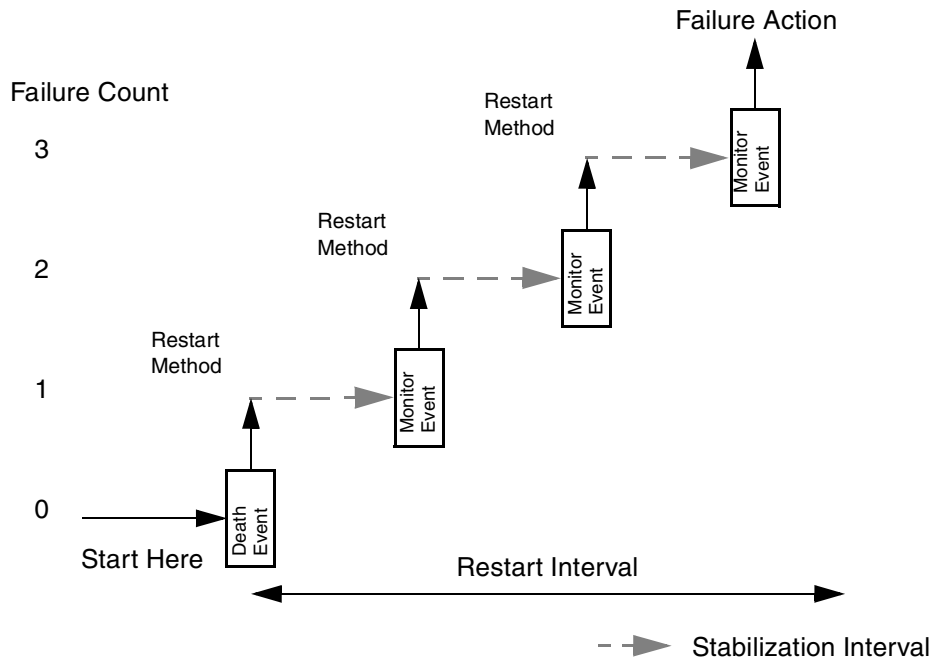 Failure Action
Failure Count
Restart
Method
3
Monitor
Event
Restart
Method
2
Monitor
Event
Restart
Method
1
Monitor
Event
0
Death
Event
Start Here
Restart Interval
Stabilization Interval